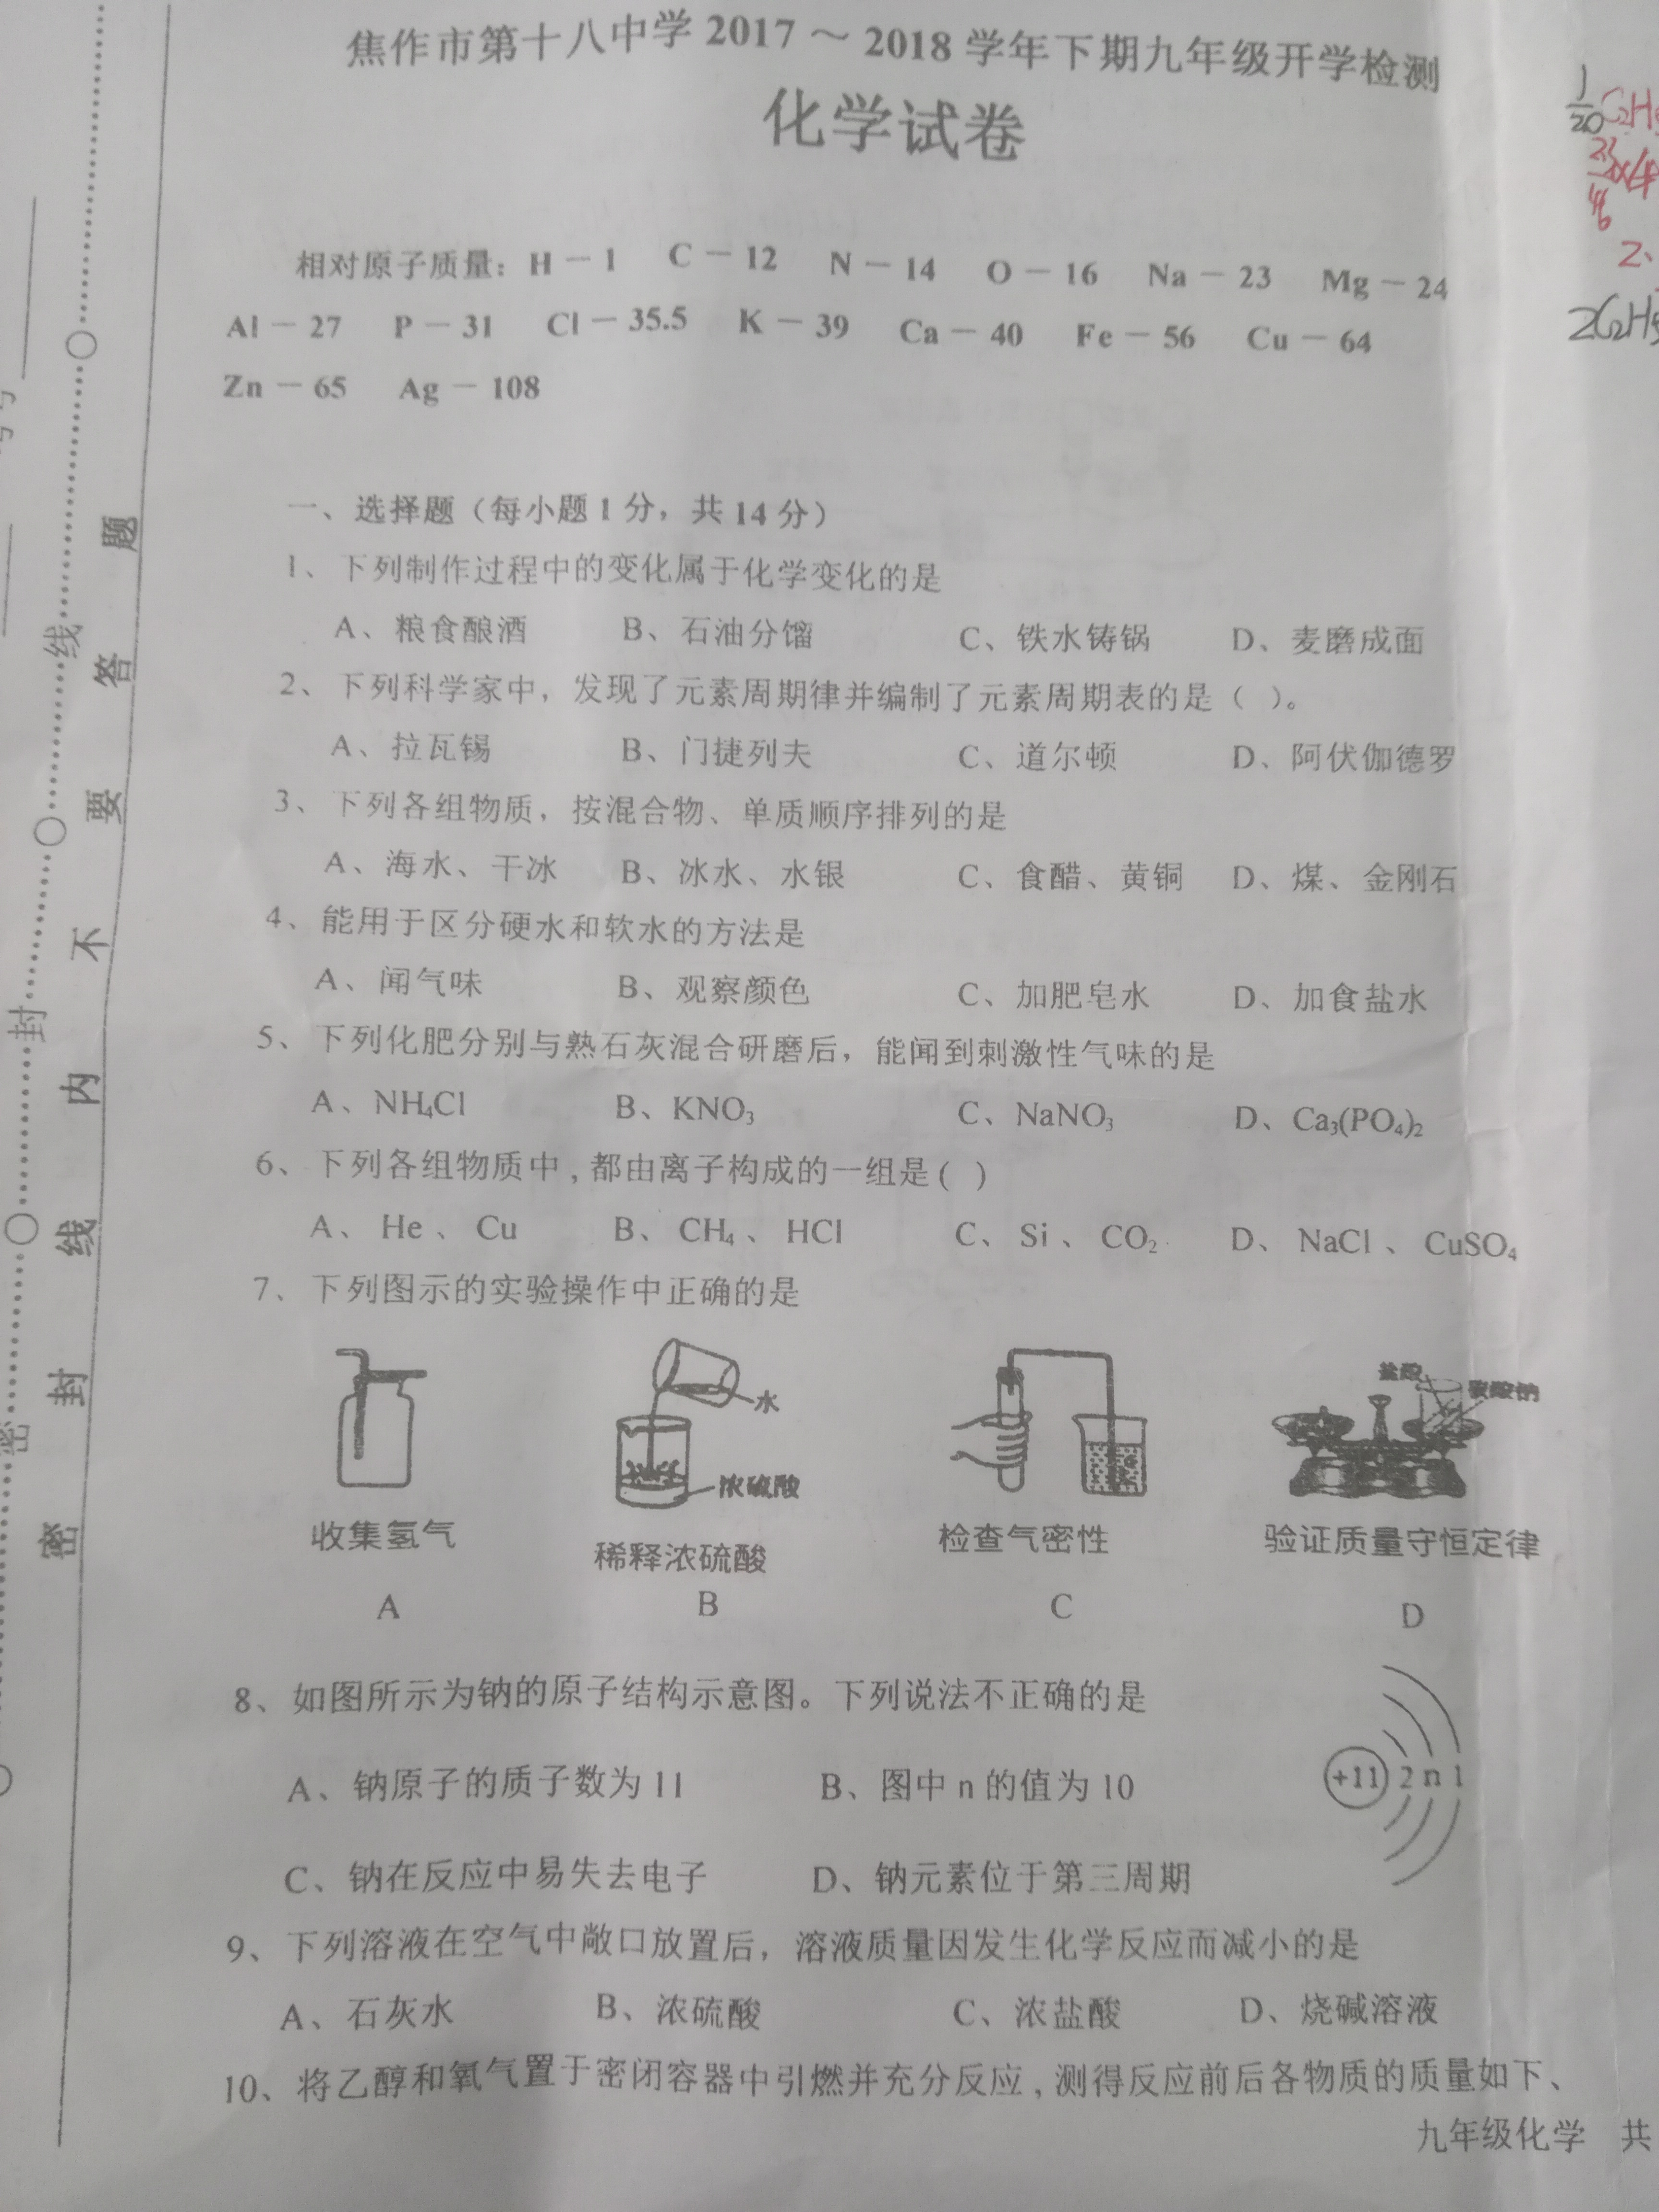 焦作市第十八中学 2017～2018 学年下期九年级开学检测
化学试卷
相对原子质量：H－1 C－12 N－14 O－16 Na－23 Mg－24
Al－27 P－31 Cl－35.5 K－39 Ca－40 Fe－56 Cu－64
Zn－65 Ag－108
一、选择题（每小题1分，共14分）
1、下列制作过程中的变化属于化学变化的是
A、粮食酿酒 B、石油分馏 C、铁水铸锅 D、麦磨成面
2、下列科学家中，发现了元素周期律并编制了元素周期表的是（ ）。
A、拉瓦锡 B、门捷列夫 C、道尔顿 D、阿伏伽德罗
3、下列各组物质，按混合物、单质顺序排列的是
A、海水、干冰 B、冰水、水银 C、食醋、黄铜 D、煤、金刚石
4、能用于区分硬水和软水的方法是
A、闻气味 B、观察颜色 C、加肥皂水 D、加食盐水
5、下列化肥分别与熟石灰混合研磨后，能闻到刺激性气味的是
A、NH₄Cl B、KNO₃ C、NaNO₃ D、Ca₃(PO₄)₂
6、下列各组物质中,都由离子构成的一组是( )
A、He、Cu B、CH₄、HCl C、Si、CO₂ D、NaCl、CuSO₄
7、下列图示的实验操作中正确的是
水
浓硫酸
盐酸
碳酸钠
收集氢气 稀释浓硫酸 检查气密性 验证质量守恒定律
A B C D
8、如图所示为钠的原子结构示意图。下列说法不正确的是
A、钠原子的质子数为11 B、图中n的值为10
+11 2 n 1
C、钠在反应中易失去电子 D、钠元素位于第三周期
9、下列溶液在空气中敞口放置后，溶液质量因发生化学反应而减小的是
A、石灰水 B、浓硫酸 C、浓盐酸 D、烧碱溶液
10、将乙醇和氧气置于密闭容器中引燃并充分反应,测得反应前后各物质的质量如下、
九年级化学 共
密 封 线
密 封 线 内 不 要 答 题